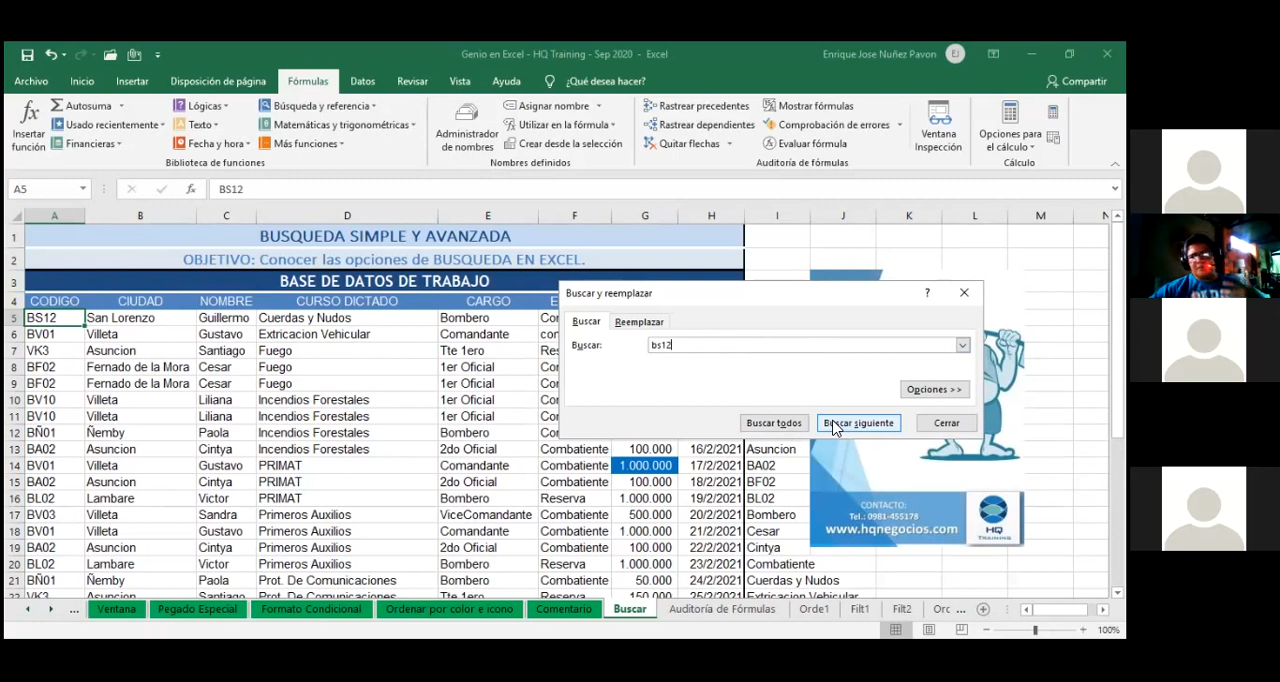 Genio en Excel - HQ Training - Sep 2020 - Excel
Enrique Jose Nuñez Pavon EJ
Archivo Inicio Insertar Disposición de página Fórmulas Datos Revisar Vista Ayuda ¿Qué desea hacer? Compartir
fx Insertar función
Autosuma
Usado recientemente
Financieras
Lógicas
Texto
Fecha y hora
Búsqueda y referencia
Matemáticas y trigonométricas
Más funciones
Biblioteca de funciones
Administrador de nombres
Asignar nombre
Utilizar en la fórmula
Crear desde la selección
Nombres definidos
Rastrear precedentes
Rastrear dependientes
Quitar flechas
Mostrar fórmulas
Comprobación de errores
Evaluar fórmula
Auditoría de fórmulas
Ventana Inspección
Opciones para el cálculo
Cálculo
A5 fx BS12
A B C D E F G H I J K L M N
1 BUSQUEDA SIMPLE Y AVANZADA
2 OBJETIVO: Conocer las opciones de BUSQUEDA EN EXCEL.
3 BASE DE DATOS DE TRABAJO
4 CODIGO CIUDAD NOMBRE CURSO DICTADO CARGO
5 BS12 San Lorenzo Guillermo Cuerdas y Nudos Bombero
6 BV01 Villeta Gustavo Extricacion Vehicular Comandante
7 VK3 Asuncion Santiago Fuego Tte 1ero
8 BF02 Fernado de la Mora Cesar Fuego 1er Oficial
9 BF02 Fernado de la Mora Cesar Fuego 1er Oficial
10 BV10 Villeta Liliana Incendios Forestales 1er Oficial
11 BV10 Villeta Liliana Incendios Forestales 1er Oficial
12 BÑ01 Ñemby Paola Incendios Forestales Bombero
13 BA02 Asuncion Cintya Incendios Forestales 2do Oficial Combatiente 100.000 16/2/2021 Asuncion
14 BV01 Villeta Gustavo PRIMAT Comandante Combatiente 1.000.000 17/2/2021 BA02
15 BA02 Asuncion Cintya PRIMAT 2do Oficial Combatiente 100.000 18/2/2021 BF02
16 BL02 Lambare Victor PRIMAT Bombero Reserva 1.000.000 19/2/2021 BL02
17 BV03 Villeta Sandra Primeros Auxilios ViceComandante Combatiente 500.000 20/2/2021 Bombero
18 BV01 Villeta Gustavo Primeros Auxilios Comandante Combatiente 1.000.000 21/2/2021 Cesar
19 BA02 Asuncion Cintya Primeros Auxilios 2do Oficial Combatiente 100.000 22/2/2021 Cintya
20 BL02 Lambare Victor Primeros Auxilios Bombero Reserva 1.000.000 23/2/2021 Combatiente
21 BÑ01 Ñemby Paola Prot. De Comunicaciones Bombero Combatiente 50.000 24/2/2021 Cuerdas y Nudos
Buscar y reemplazar ?
Buscar Reemplazar
Buscar: bs12
Opciones >>
Buscar todos Buscar siguiente Cerrar
CONTACTO:
Tel.: 0981-455178
www.hqnegocios.com
HQ
TRAINING
... Ventana Pegado Especial Formato Condicional Ordenar por color e icono Comentario Buscar Auditoría de Fórmulas Orde1 Filt1 Filt2 Orc ...
100%